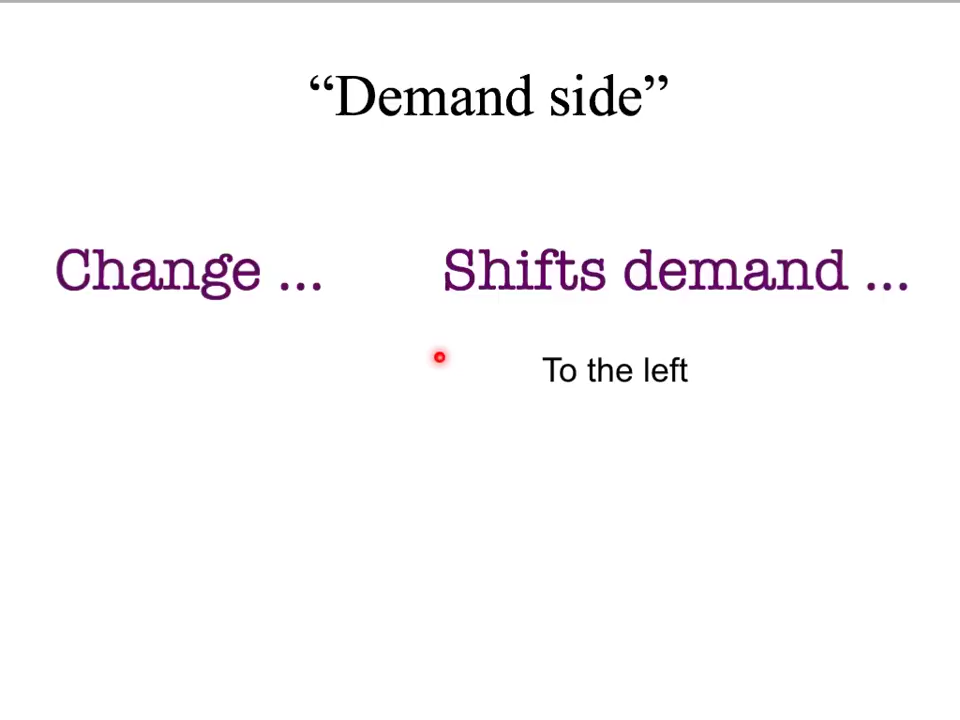 “Demand side”
Change ... Shifts demand ...
To the left